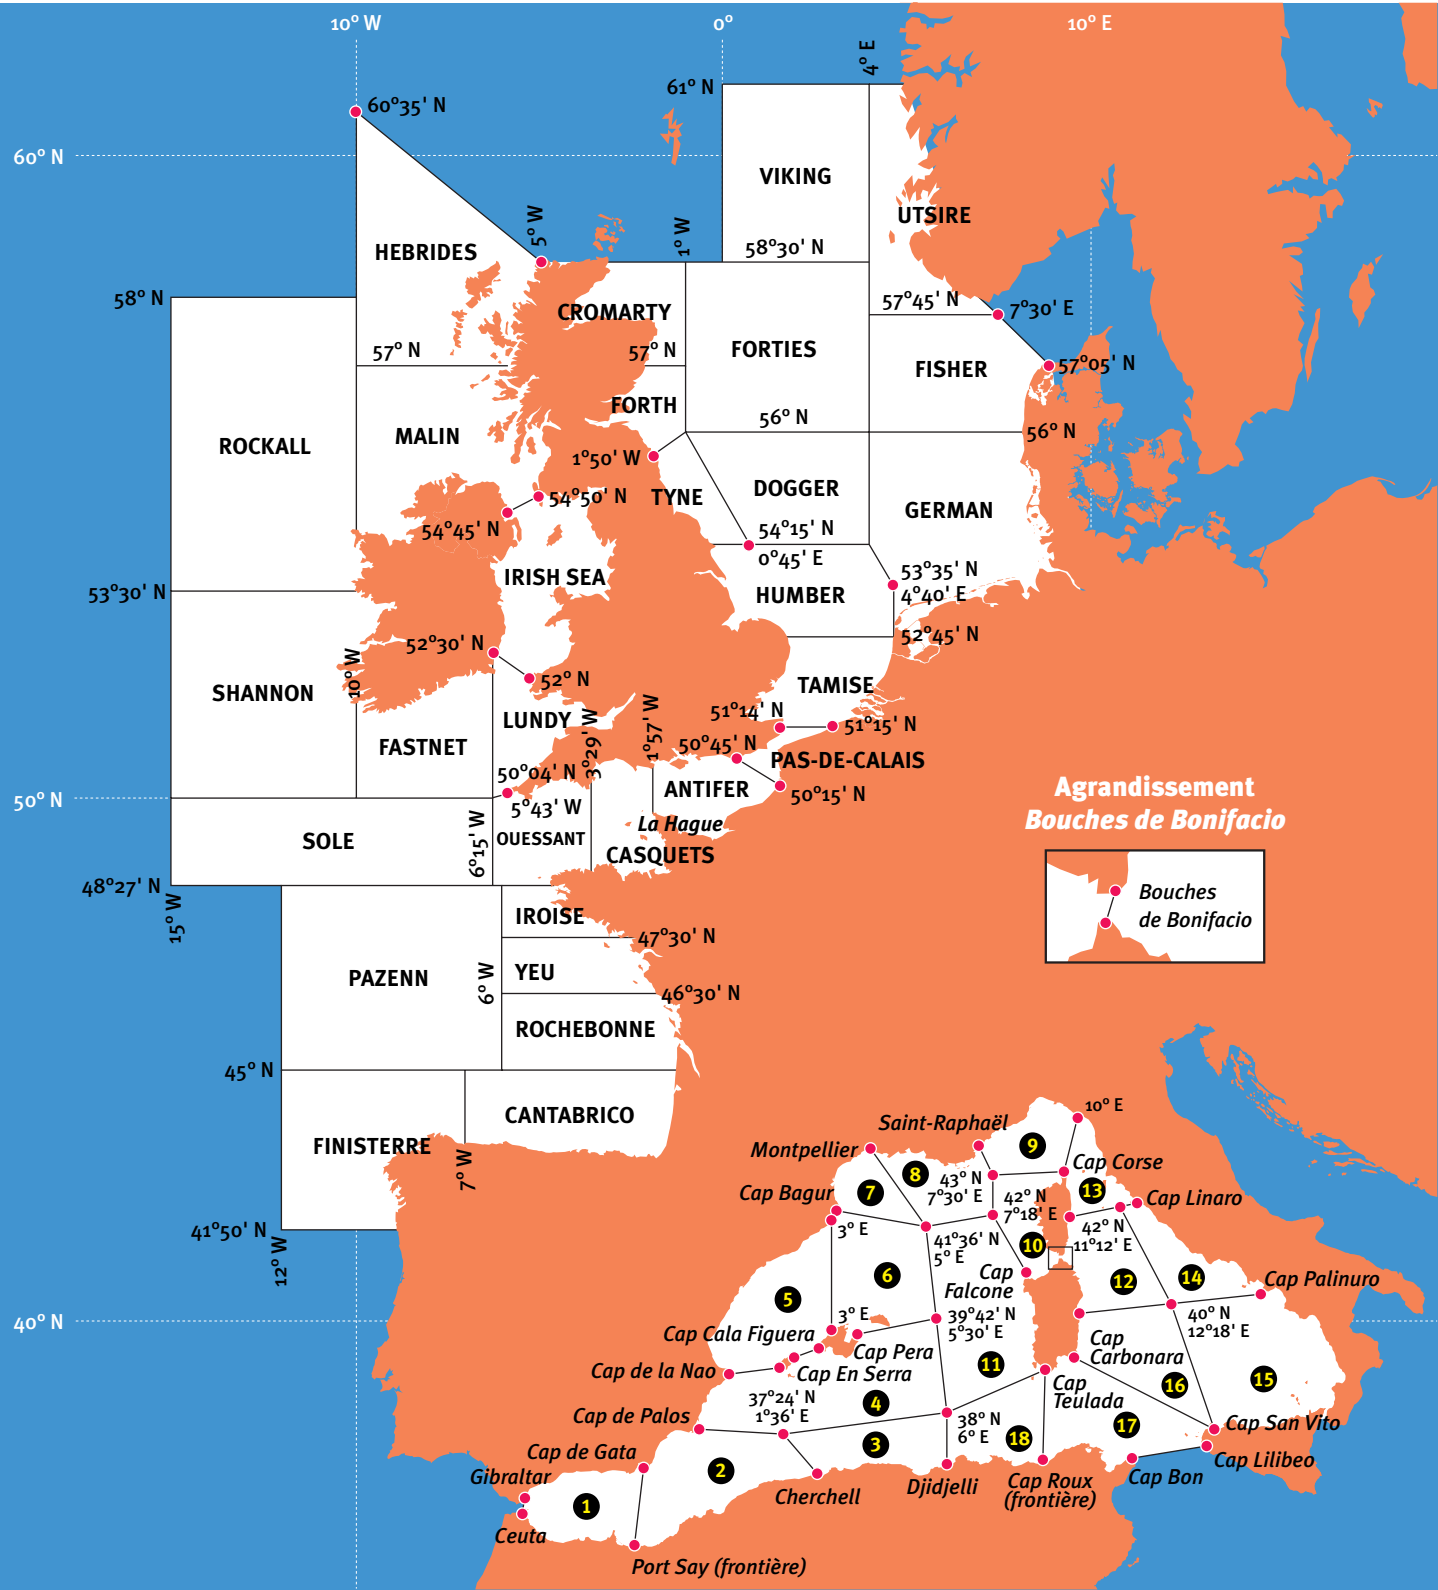 10° W
0°
10° E
4° E
61° N
60°35' N
60° N
VIKING
UTSIRE
5° W
1° W
HEBRIDES
58°30' N
58° N
57°45' N
7°30' E
CROMARTY
57° N
57° N
FORTIES
FISHER
57°05' N
FORTH
56° N
56° N
ROCKALL
MALIN
1°50' W
TYNE
DOGGER
GERMAN
54°50' N
54°45' N
54°15' N
0°45' E
IRISH SEA
53°35' N
4°40' E
53°30' N
HUMBER
52°45' N
52°30' N
52° N
10° W
SHANNON
TAMISE
LUNDY
3°29' W
1°57' W
51°14' N
51°15' N
FASTNET
50°45' N
PAS-DE-CALAIS
50°04' N
5°43' W
ANTIFER
50°15' N
50° N
La Hague
SOLE
6°15' W
OUESSANT
CASQUETS
48°27' N
15° W
IROISE
47°30' N
PAZENN
6° W
YEU
46°30' N
ROCHEBONNE
45° N
CANTABRICO
FINISTERRE
7° W
41°50' N
12° W
40° N
Agrandissement
Bouches de Bonifacio
Bouches
de Bonifacio
10° E
Saint-Raphaël
Montpellier
9
8
43° N
7°30' E
Cap Corse
7
Cap Bagur
42° N
7°18' E
13
Cap Linaro
3° E
41°36' N
5° E
10
42° N
11°12' E
6
Cap
Falcone
12
14
Cap Palinuro
5
3° E
39°42' N
5°30' E
40° N
12°18' E
Cap Cala Figuera
Cap Pera
Cap
Carbonara
11
Cap de la Nao
Cap En Serra
16
15
Cap
Teulada
37°24' N
1°36' E
4
Cap de Palos
38° N
6° E
17
Cap San Vito
3
18
Cap de Gata
Cap Lilibeo
Gibraltar
2
Cherchell
Djidjelli
Cap Roux
(frontière)
Cap Bon
1
Ceuta
Port Say (frontière)